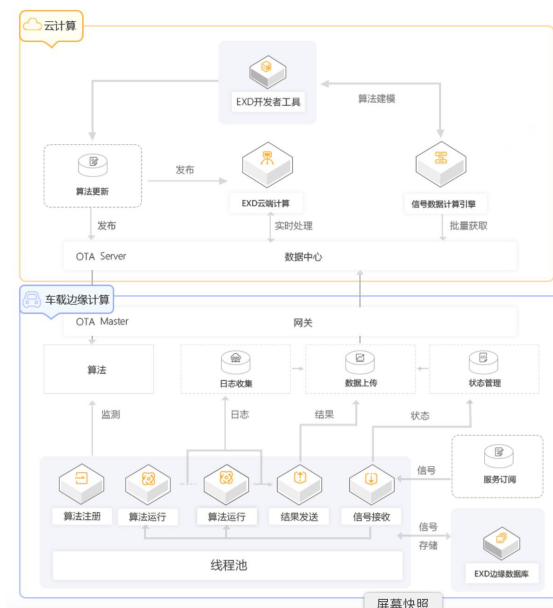 云计算
EXD开发者工具
算法建模
算法更新
发布
EXD云端计算
信号数据计算引擎
发布
实时处理
批量获取
OTA Server
数据中心
车载边缘计算
OTA Master
网关
算法
日志收集
数据上传
状态管理
监测
日志
结果
状态
信号
服务订阅
算法注册
算法运行
算法运行
结果发送
信号接收
信号
存储
线程池
EXD边缘数据库
屏幕快照